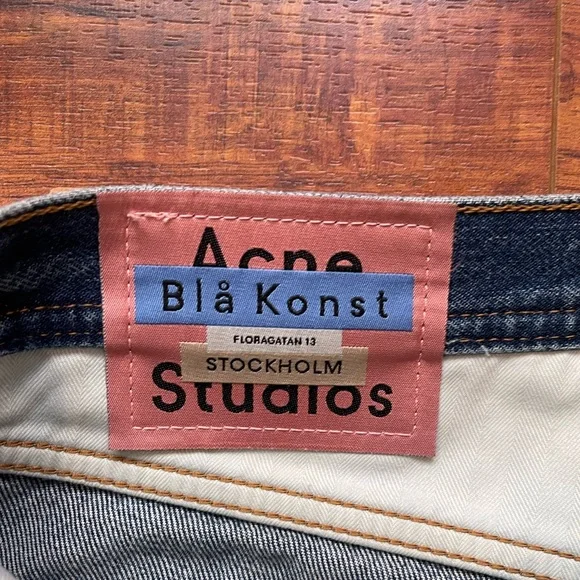 Acne
Blå Konst
FLORAGATAN 13
STOCKHOLM
Studios